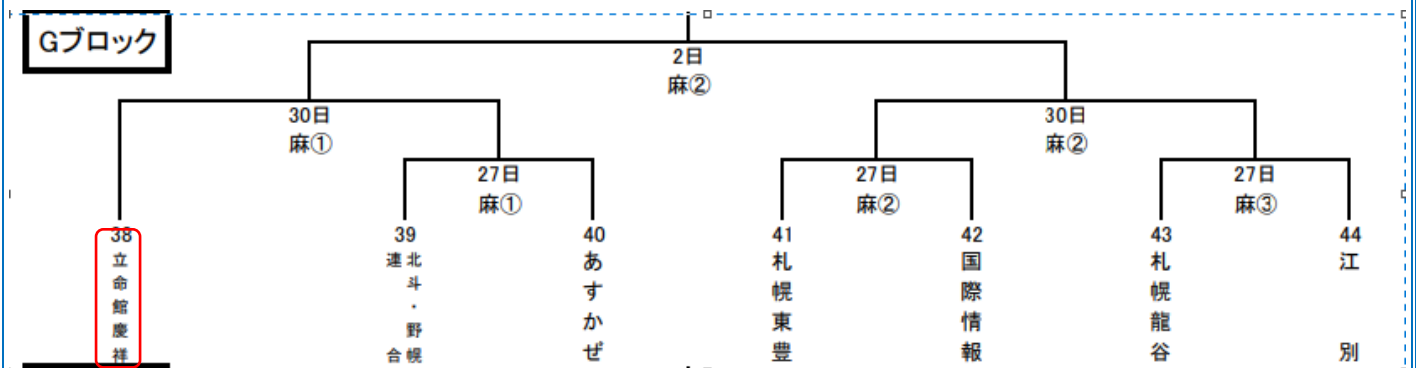 Gブロック
2日
麻②
30日
麻①
30日
麻②
27日
麻①
27日
麻②
27日
麻③
38
立命館慶祥
39
北斗・野幌
連合
40
あすかぜ
41
札幌東豊
42
国際情報
43
札幌龍谷
44
江別